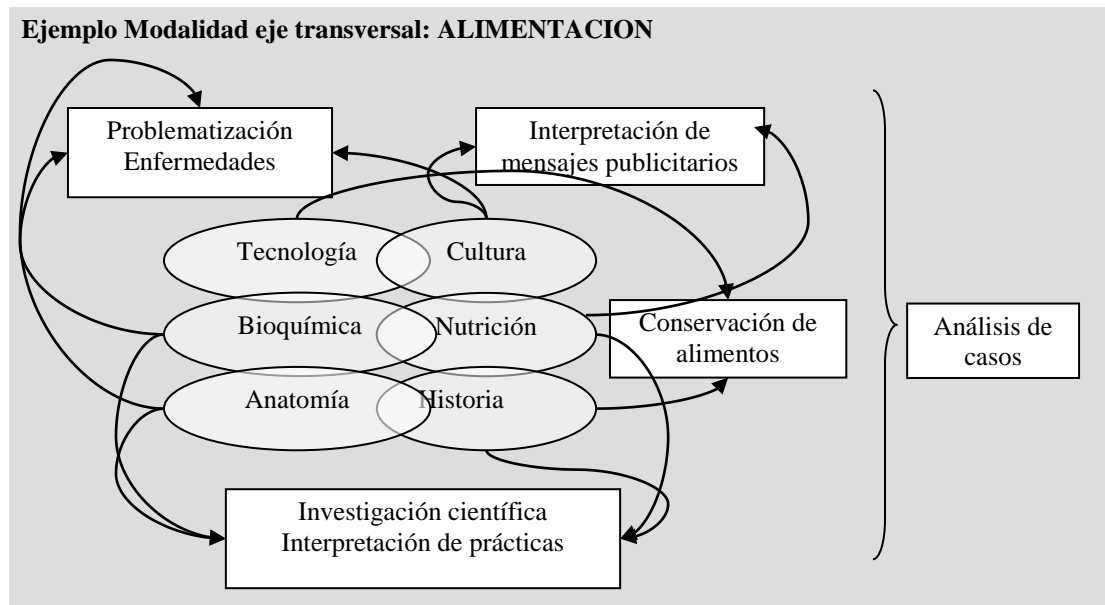 Ejemplo Modalidad eje transversal: ALIMENTACION
Problematización
Enfermedades
Interpretación de
mensajes publicitarios
Tecnología
Cultura
Bioquímica
Nutrición
Conservación de
alimentos
Análisis de
casos
Anatomía
Historia
Investigación científica
Interpretación de prácticas